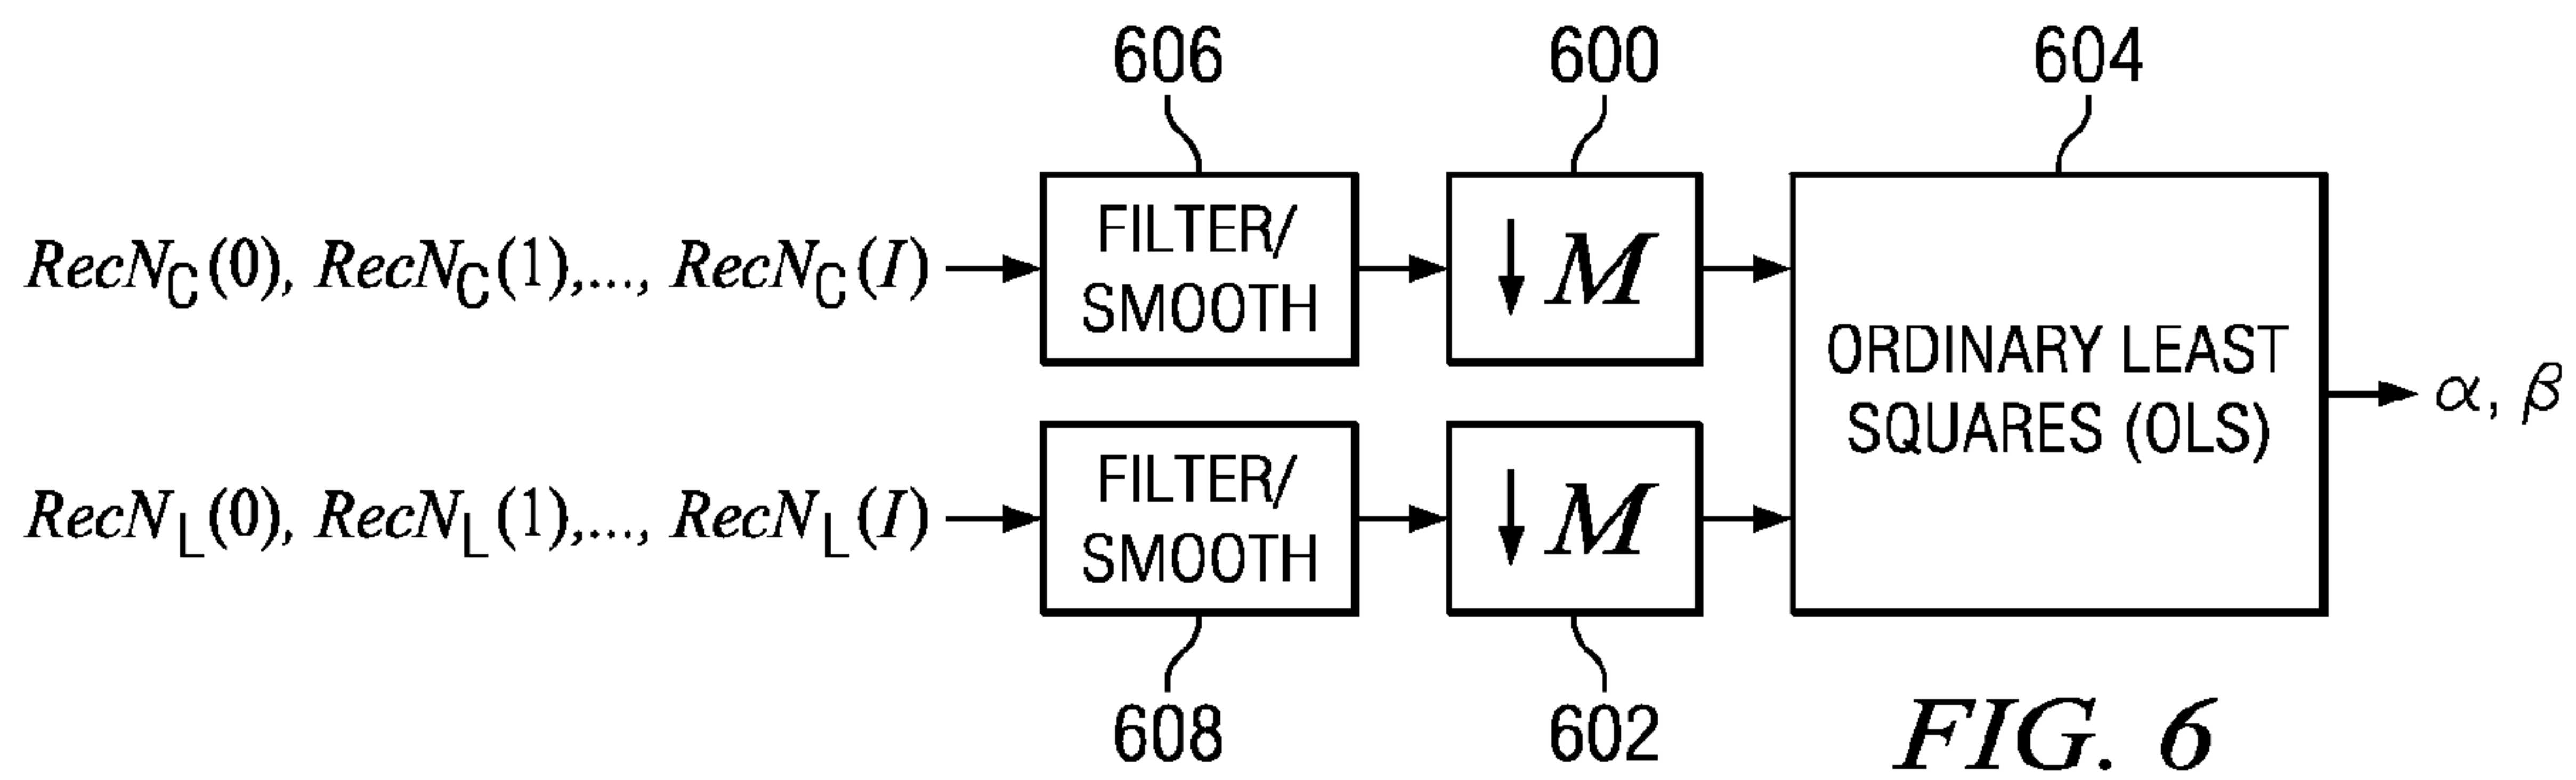 606
600
604
RecN_C(0), RecN_C(1),..., RecN_C(I)
FILTER/
SMOOTH
↓ M
ORDINARY LEAST
SQUARES (OLS)
α, β
RecN_L(0), RecN_L(1),..., RecN_L(I)
FILTER/
SMOOTH
↓ M
608
602
FIG. 6